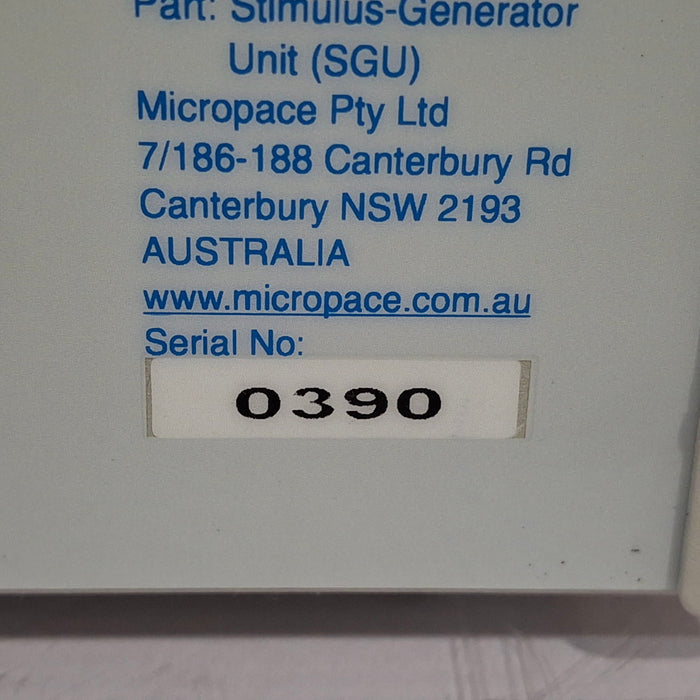 Part: Stimulus-Generator
Unit (SGU)
Micropace Pty Ltd
7/186-188 Canterbury Rd
Canterbury NSW 2193
AUSTRALIA
www.micropace.com.au
Serial No:
0390